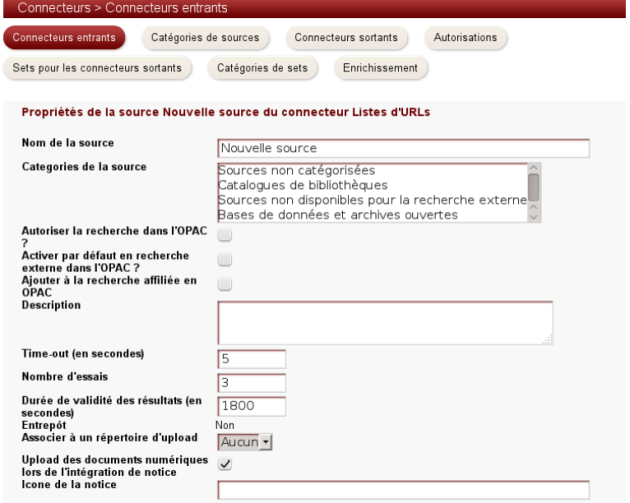 Connecteurs > Connecteurs entrants
Connecteurs entrants
Catégories de sources
Connecteurs sortants
Autorisations
Sets pour les connecteurs sortants
Catégories de sets
Enrichissement
Propriétés de la source Nouvelle source du connecteur Listes d'URLs
Nom de la source
Nouvelle source
Categories de la source
Sources non catégorisées
Catalogues de bibliothèques
Sources non disponibles pour la recherche externe
Bases de données et archives ouvertes
Autoriser la recherche dans l'OPAC
?
Activer par défaut en recherche
externe dans l'OPAC ?
Ajouter à la recherche affiliée en
OPAC
Description
Time-out (en secondes)
5
Nombre d'essais
3
Durée de validité des résultats (en
secondes)
1800
Entrepôt
Non
Associer à un répertoire d'upload
Aucun
Upload des documents numériques
lors de l'intégration de notice
Icone de la notice